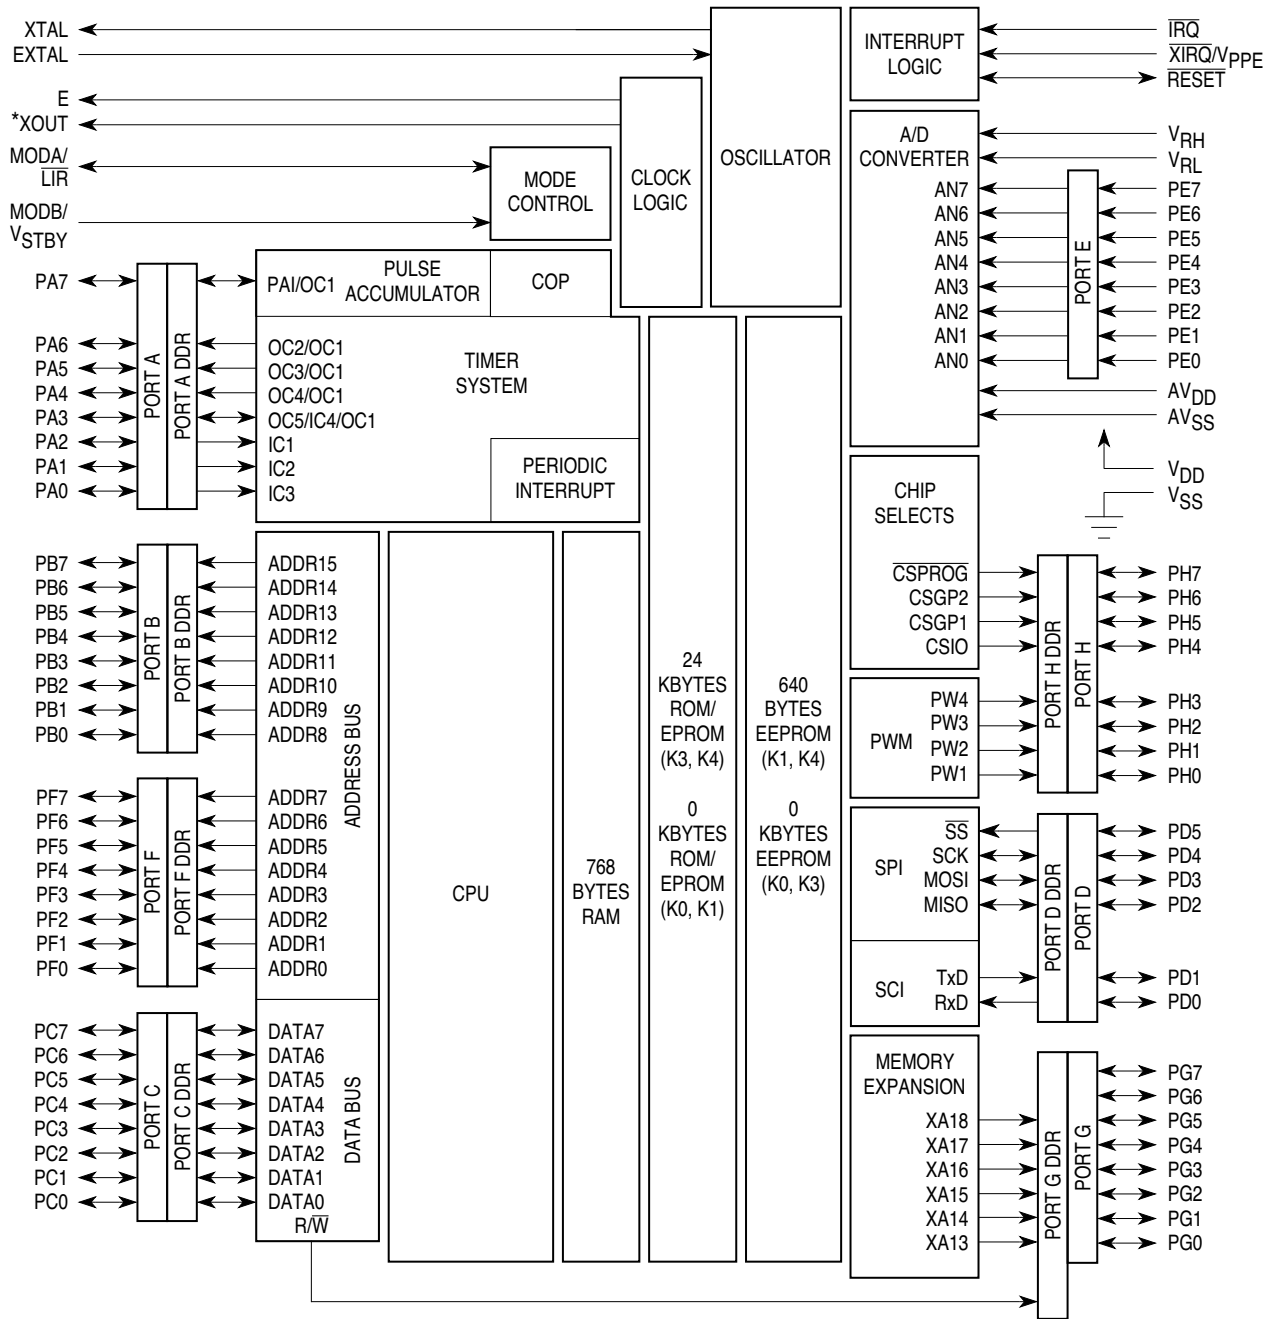 XTAL
EXTAL
E
*XOUT
MODA/
LIR
MODB/
VSTBY
MODE
CONTROL
CLOCK
LOGIC
OSCILLATOR
INTERRUPT
LOGIC
IRQ
XIRQ/VPPE
RESET
A/D
CONVERTER
VRH
VRL
AN7
AN6
AN5
AN4
AN3
AN2
AN1
AN0
PORT E
PE7
PE6
PE5
PE4
PE3
PE2
PE1
PE0
AVDD
AVSS
VDD
VSS
PA7
PA6
PA5
PA4
PA3
PA2
PA1
PA0
PORT A
PORT A DDR
PAI/OC1
PULSE
ACCUMULATOR
COP
OC2/OC1
OC3/OC1
OC4/OC1
OC5/IC4/OC1
IC1
IC2
IC3
TIMER
SYSTEM
PERIODIC
INTERRUPT
PB7
PB6
PB5
PB4
PB3
PB2
PB1
PB0
PORT B
PORT B DDR
ADDR15
ADDR14
ADDR13
ADDR12
ADDR11
ADDR10
ADDR9
ADDR8
ADDRESS BUS
PF7
PF6
PF5
PF4
PF3
PF2
PF1
PF0
PORT F
PORT F DDR
ADDR7
ADDR6
ADDR5
ADDR4
ADDR3
ADDR2
ADDR1
ADDR0
PC7
PC6
PC5
PC4
PC3
PC2
PC1
PC0
PORT C
PORT C DDR
DATA7
DATA6
DATA5
DATA4
DATA3
DATA2
DATA1
DATA0
R/W
DATA BUS
CPU
768
BYTES
RAM
24
KBYTES
ROM/
EPROM
(K3, K4)
0
KBYTES
ROM/
EPROM
(K0, K1)
640
BYTES
EEPROM
(K1, K4)
0
KBYTES
EEPROM
(K0, K3)
CHIP
SELECTS
CSPROG
CSGP2
CSGP1
CSIO
PWM
PW4
PW3
PW2
PW1
PORT H DDR
PORT H
PH7
PH6
PH5
PH4
PH3
PH2
PH1
PH0
SPI
SS
SCK
MOSI
MISO
SCI
TxD
RxD
PORT D DDR
PORT D
PD5
PD4
PD3
PD2
PD1
PD0
MEMORY
EXPANSION
XA18
XA17
XA16
XA15
XA14
XA13
PORT G DDR
PORT G
PG7
PG6
PG5
PG4
PG3
PG2
PG1
PG0